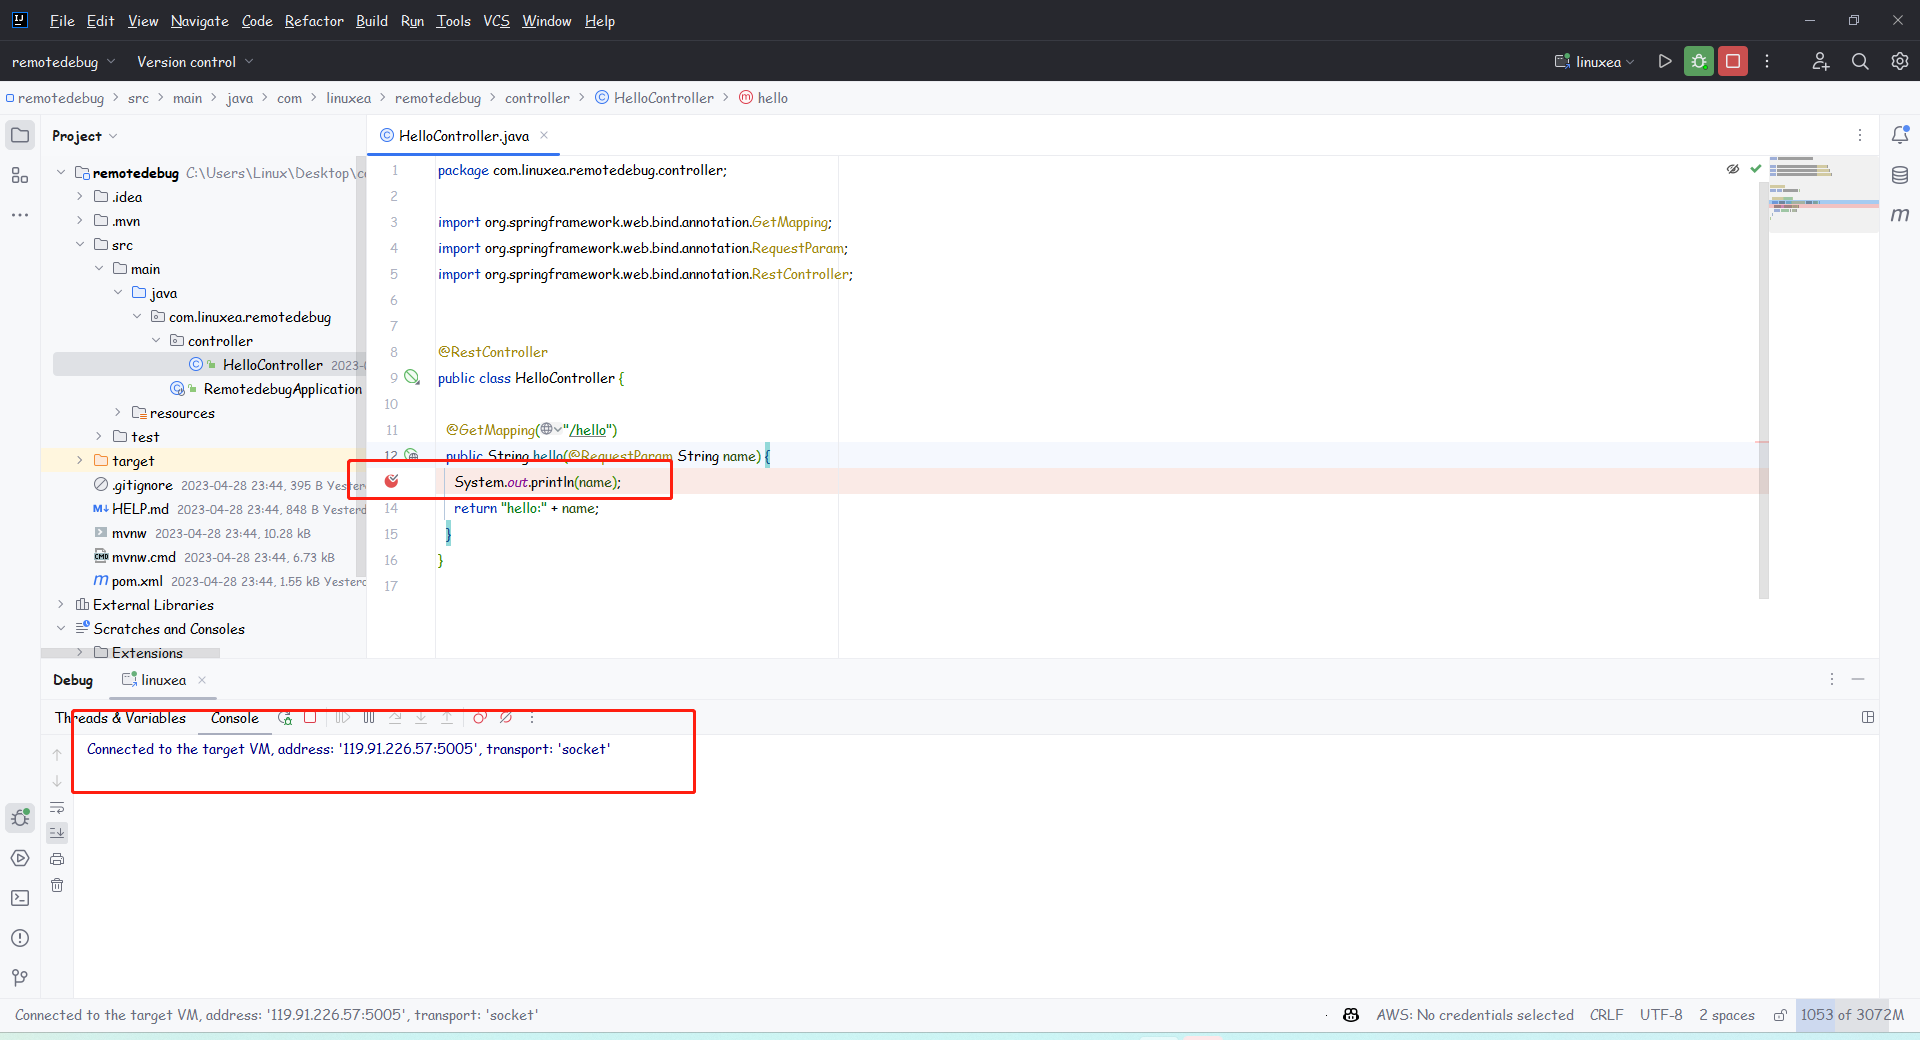 File Edit View Navigate Code Refactor Build Run Tools VCS Window Help
remotedebug Version control linuxea
remotedebug > src > main > java > com > linuxea > remotedebug > controller > HelloController > hello
Project
HelloController.java
remotedebug C:\Users\Linux\Desktop\c
.idea
.mvn
src
main
java
com.linuxea.remotedebug
controller
HelloController 2023-
RemotedebugApplication
resources
test
target
.gitignore 2023-04-28 23:44, 395 B Yester
HELP.md 2023-04-28 23:44, 848 B Yesterd
mvnw 2023-04-28 23:44, 10.28 kB
mvnw.cmd 2023-04-28 23:44, 6.73 kB
pom.xml 2023-04-28 23:44, 1.55 kB Yester
External Libraries
Scratches and Consoles
Extensions
1 package com.linuxea.remotedebug.controller;
2
3 import org.springframework.web.bind.annotation.GetMapping;
4 import org.springframework.web.bind.annotation.RequestParam;
5 import org.springframework.web.bind.annotation.RestController;
6
7
8 @RestController
9 public class HelloController {
10
11 @GetMapping("/hello")
12 public String hello(@RequestParam String name) {
System.out.println(name);
14 return "hello:" + name;
15 }
16 }
17
Debug linuxea
Threads & Variables Console
Connected to the target VM, address: '119.91.226.57:5005', transport: 'socket'
Connected to the target VM, address: '119.91.226.57:5005', transport: 'socket' AWS: No credentials selected CRLF UTF-8 2 spaces 1053 of 3072M